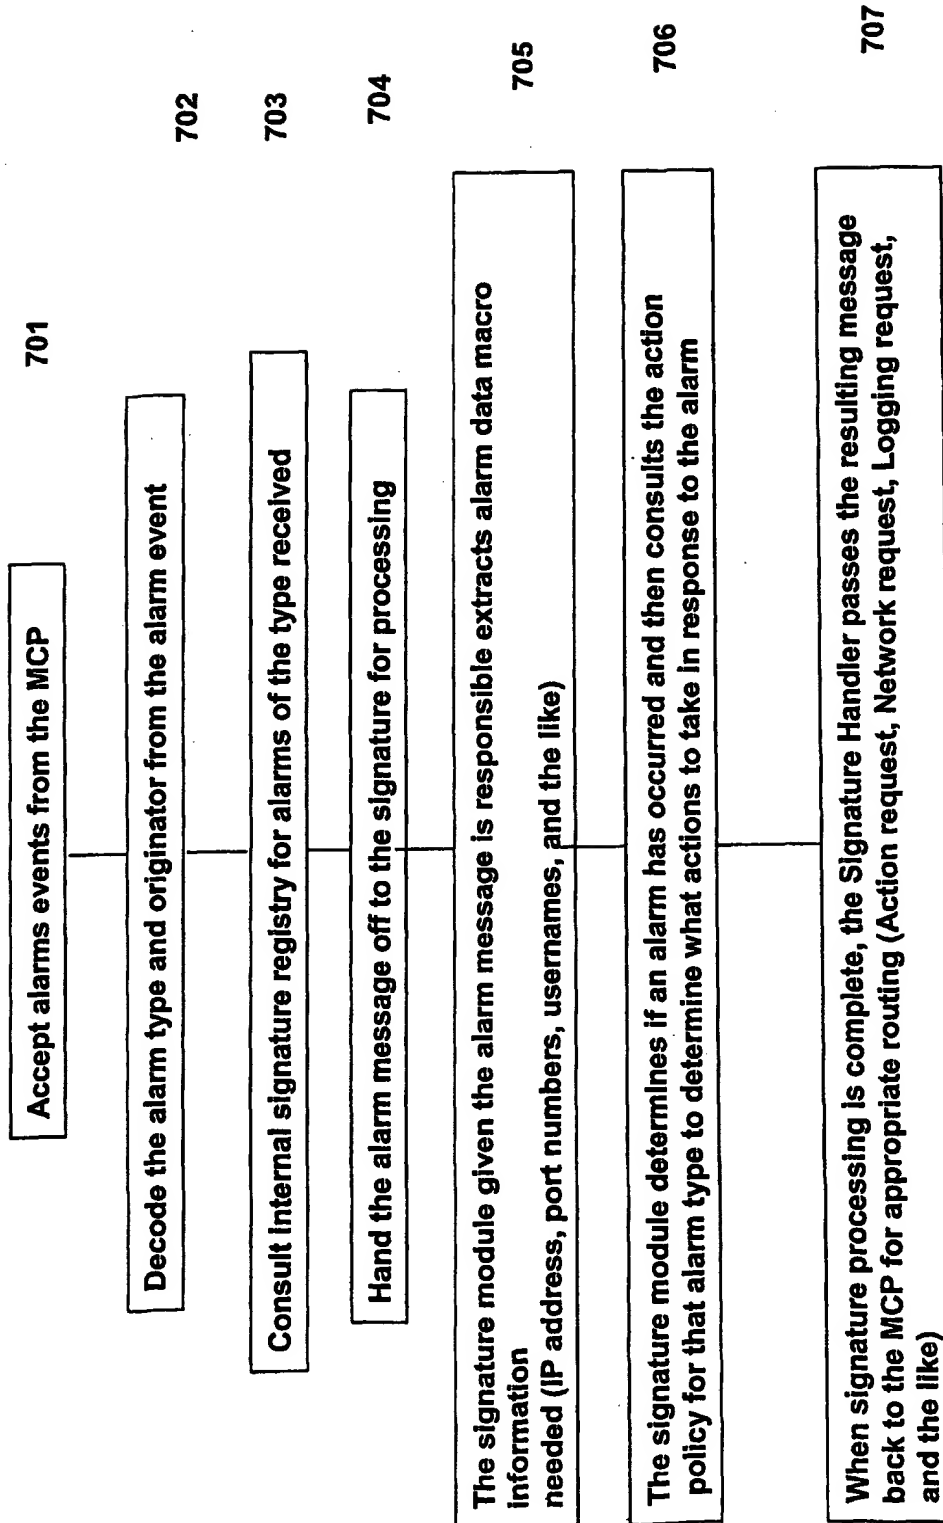 701
Accept alarms events from the MCP
702
Decode the alarm type and originator from the alarm event
703
Consult Internal signature registry for alarms of the type received
704
Hand the alarm message off to the signature for processing
705
The signature module given the alarm message is responsible extracts alarm data macro
information
needed (IP address, port numbers, usernames, and the like)
706
The signature module determines if an alarm has occurred and then consults the action
policy for that alarm type to determine what actions to take in response to the alarm
707
When signature processing is complete, the Signature Handler passes the resulting message
back to the MCP for appropriate routing (Action request, Network request, Logging request,
and the like)